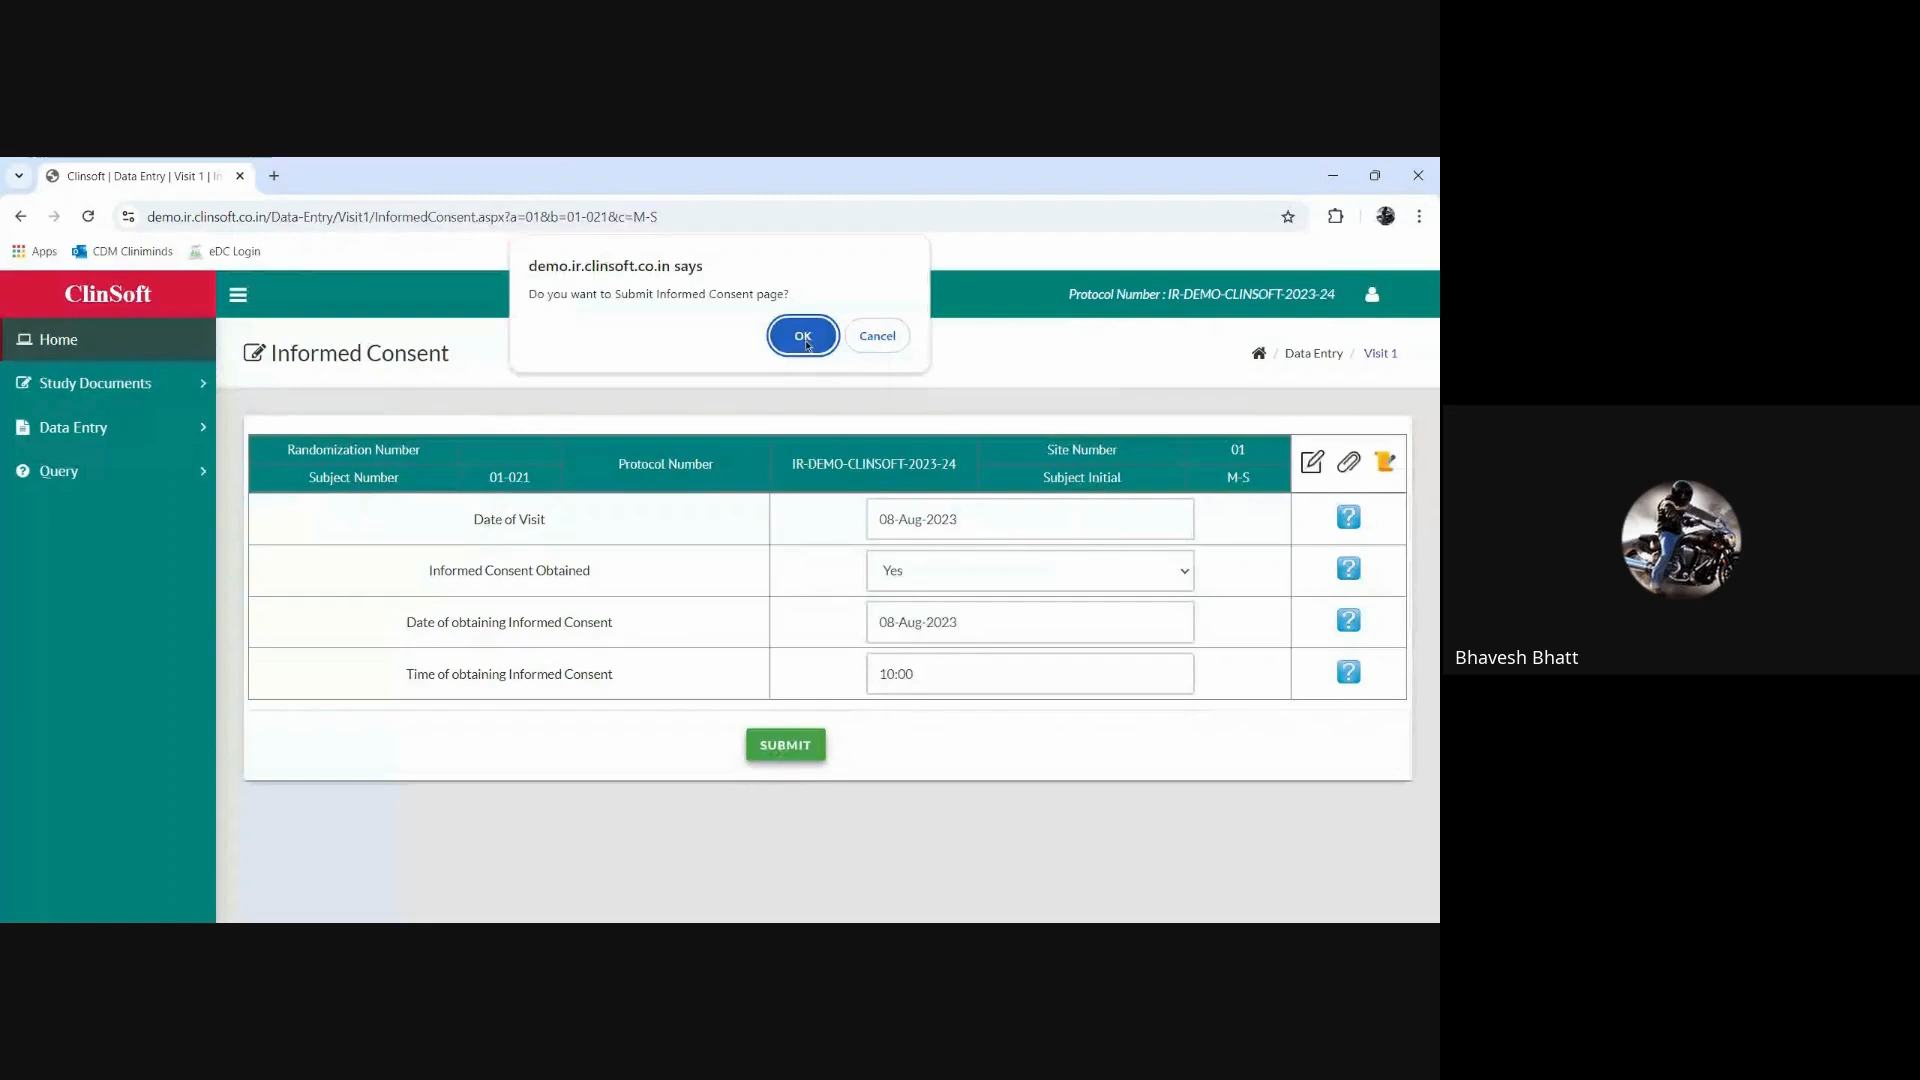 Clinsoft | Data Entry | Visit 1 | In
demo.ir.clinsoft.co.in/Data-Entry/Visit1/InformedConsent.aspx?a=01&b=01-021&c=M-S
Apps CDM Cliniminds eDC Login
demo.ir.clinsoft.co.in says
Do you want to Submit Informed Consent page?
OK Cancel
ClinSoft
Protocol Number : IR-DEMO-CLINSOFT-2023-24
Home
Study Documents
Data Entry
Query
Informed Consent
/ Data Entry / Visit 1
Randomization Number
Subject Number 01-021
Protocol Number IR-DEMO-CLINSOFT-2023-24
Site Number 01
Subject Initial M-S
Date of Visit 08-Aug-2023 ?
Informed Consent Obtained Yes ?
Date of obtaining Informed Consent 08-Aug-2023 ?
Time of obtaining Informed Consent 10:00 ?
SUBMIT
Bhavesh Bhatt